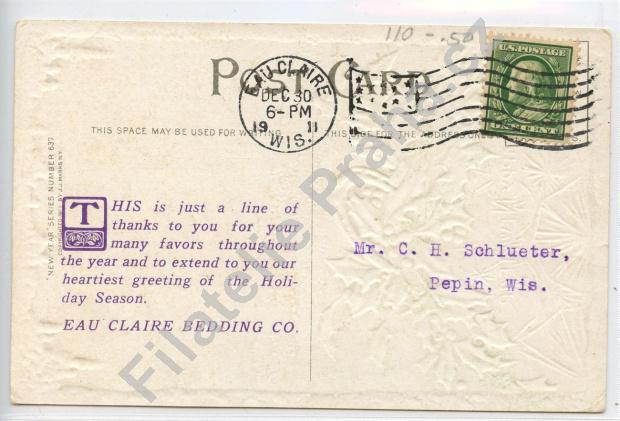 110 - .50
U.S. POSTAGE
ONE CENT
POST CARD
EAU CLAIRE
DEC 30
6-PM
19 11
WIS.
THIS SPACE MAY BE USED FOR WRITING
THIS SIDE FOR THE ADDRESS ONLY
"NEW YEAR" SERIES NUMBER 637
THIS is just a line of
thanks to you for your
many favors throughout
the year and to extend to you our
heartiest greeting of the Holi-
day Season.
EAU CLAIRE BEDDING CO.
Mr. C. H. Schlueter,
Pepin, Wis.
Filatelie Praha.cz